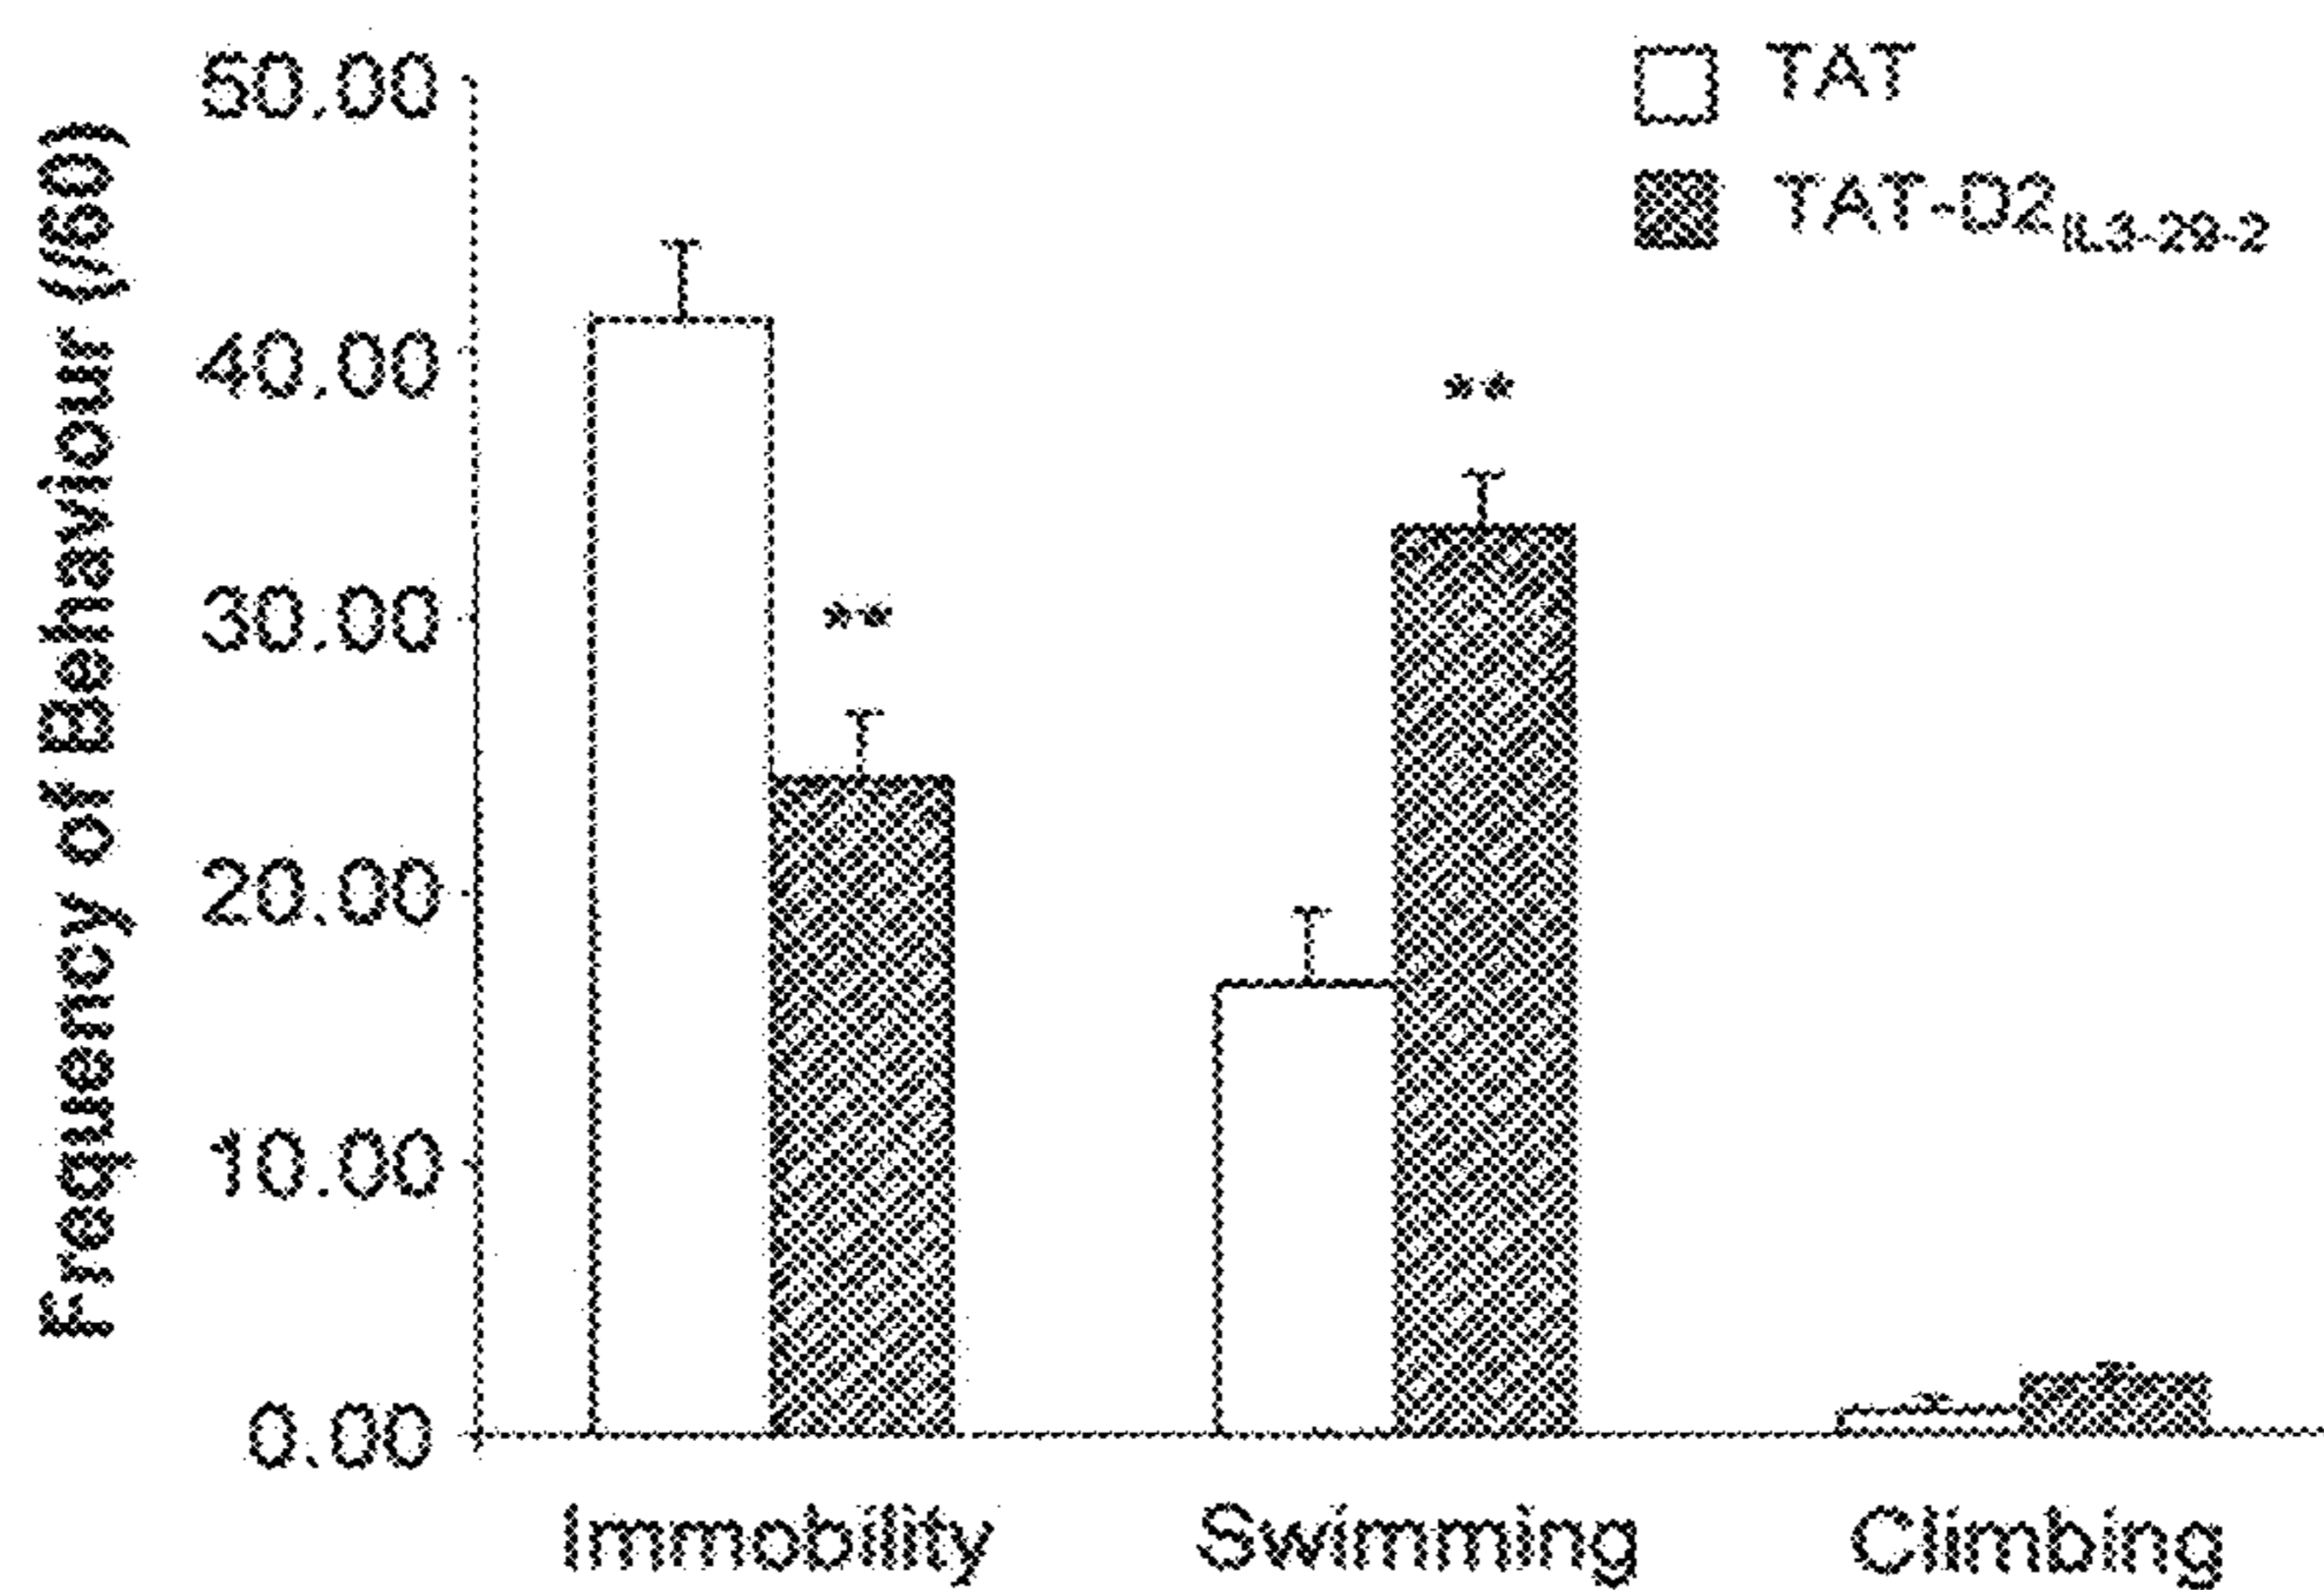 Frequency of Behaviour (/60)
50.00
40.00
30.00
20.00
10.00
0.00
TAT
TAT-D2IL3-29-2
**
**
Immobility Swimming Climbing